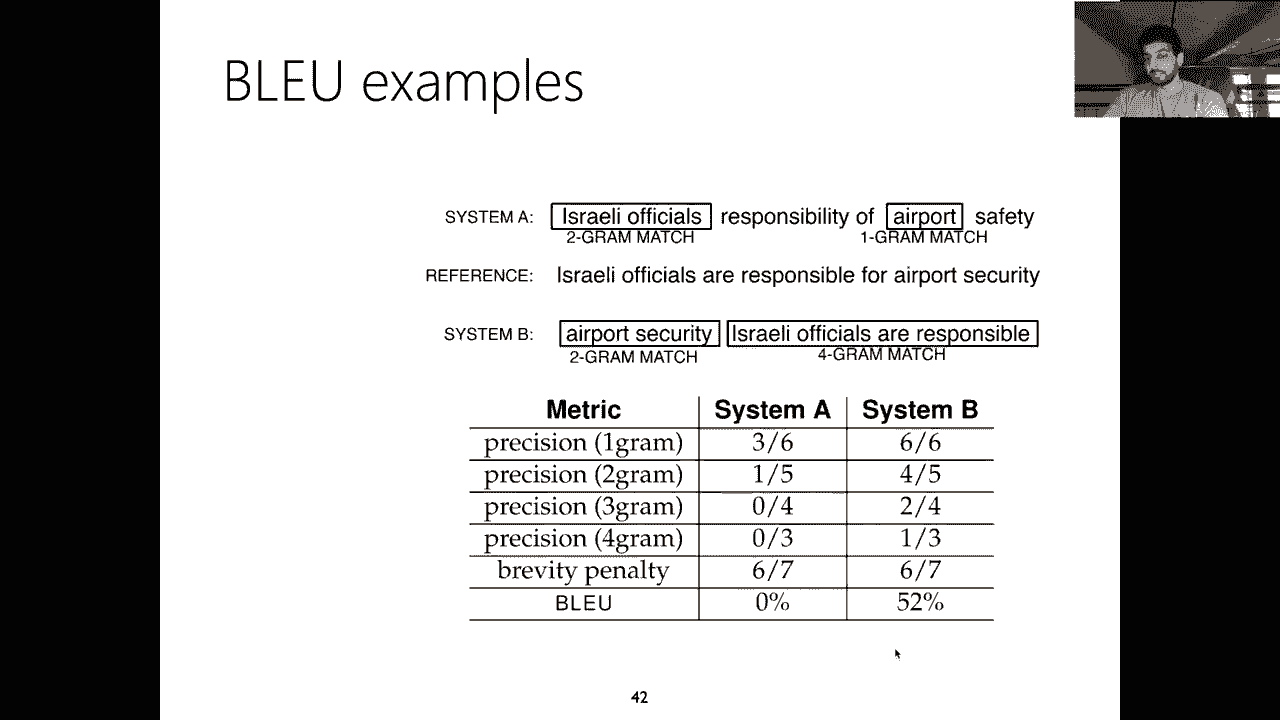 BLEU examples
SYSTEM A: Israeli officials responsibility of airport safety
2-GRAM MATCH 1-GRAM MATCH
REFERENCE: Israeli officials are responsible for airport security
SYSTEM B: airport security Israeli officials are responsible
2-GRAM MATCH 4-GRAM MATCH
Metric System A System B
precision (1gram) 3/6 6/6
precision (2gram) 1/5 4/5
precision (3gram) 0/4 2/4
precision (4gram) 0/3 1/3
brevity penalty 6/7 6/7
BLEU 0% 52%
42